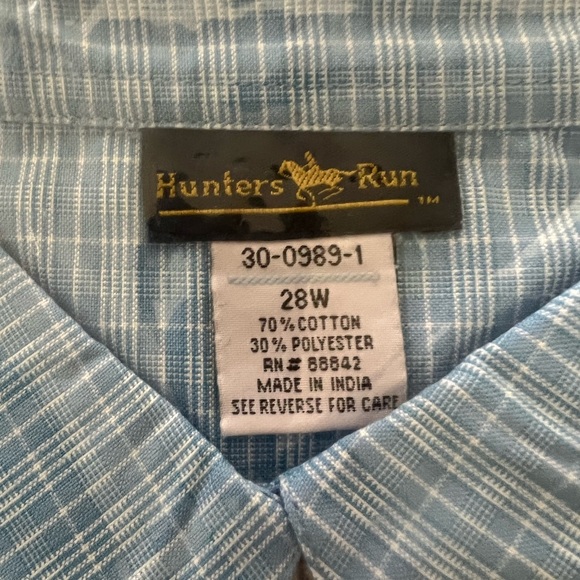 Hunters Run
TM
30-0989-1
28W
70% COTTON
30% POLYESTER
RN# 88842
MADE IN INDIA
SEE REVERSE FOR CARE